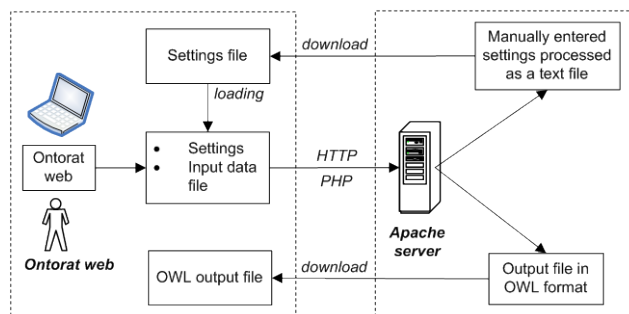 Settings file
download
Manually entered
settings processed
as a text file
loading
Ontorat
web
• Settings
• Input data
file
HTTP
PHP
Apache
server
Ontorat web
OWL output file
download
Output file in
OWL format